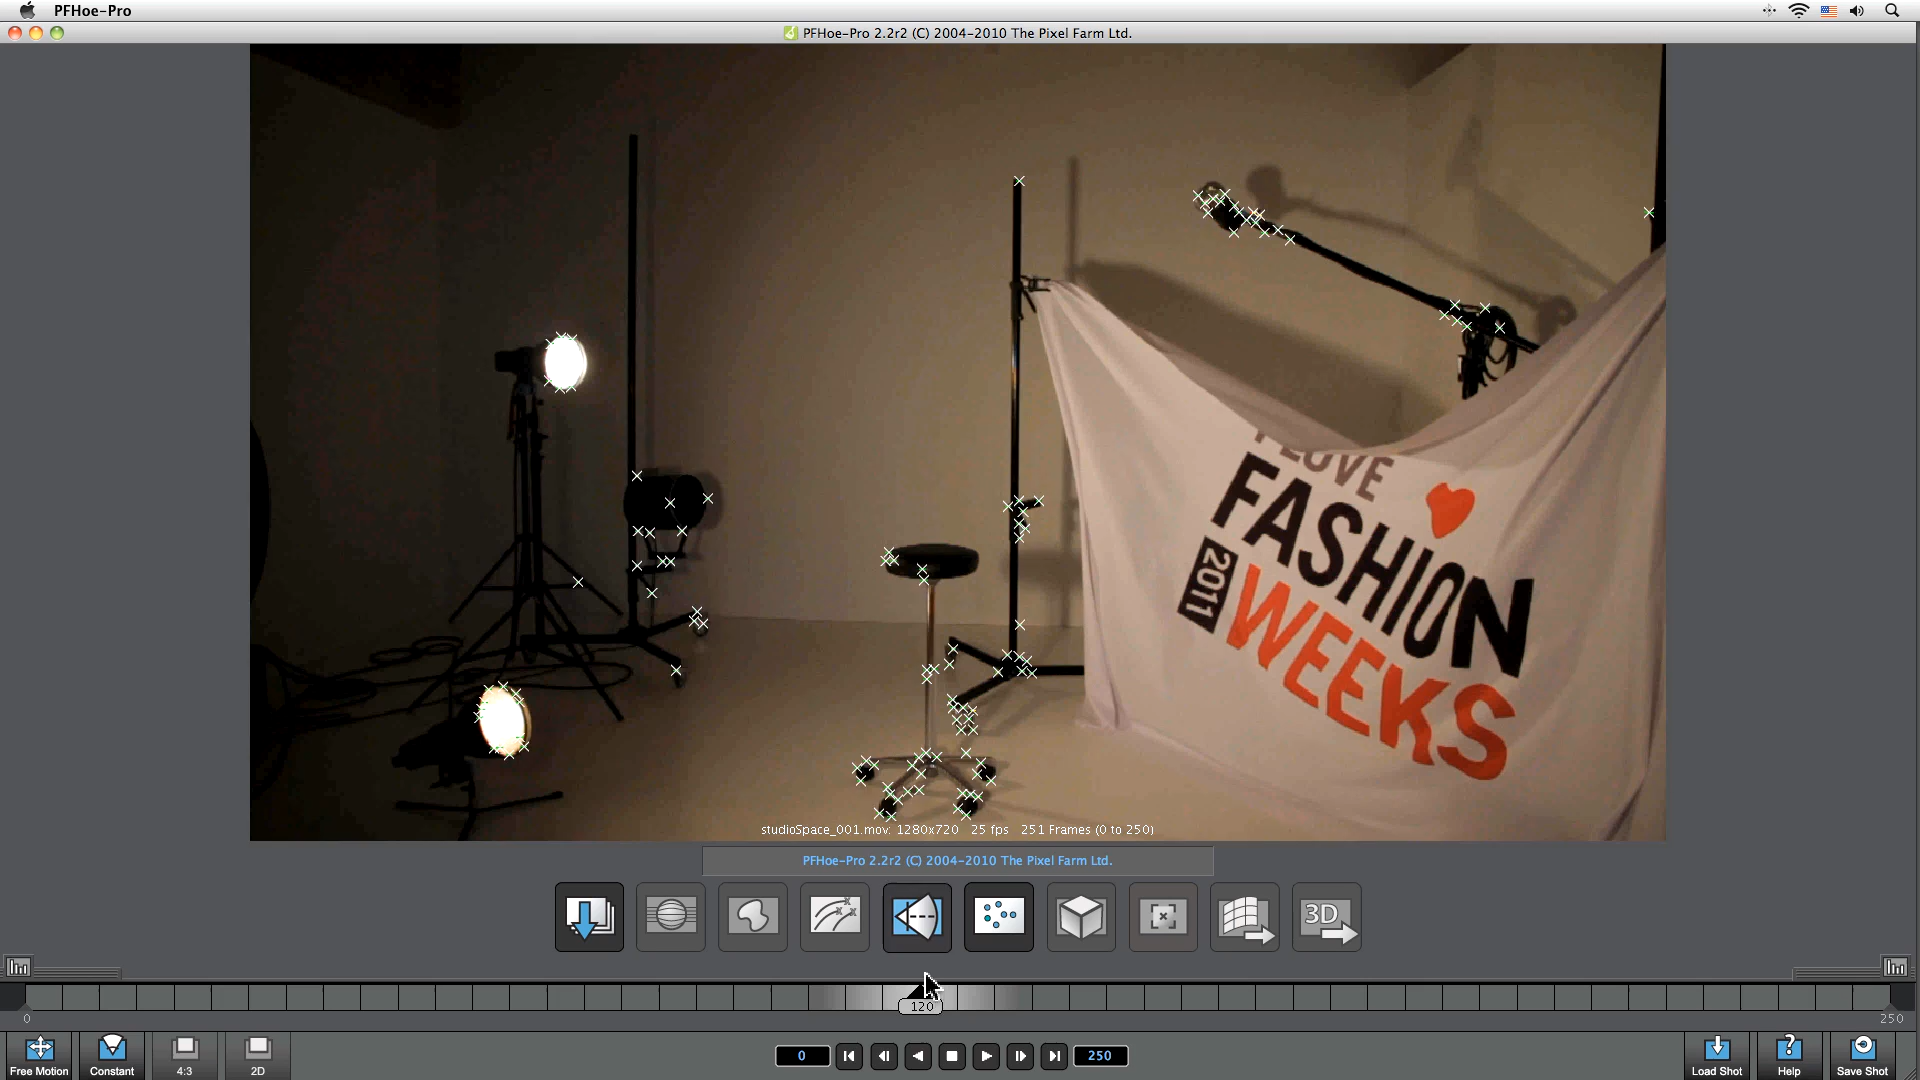 PFHoe-Pro
PFHoe-Pro 2.2r2 (C) 2004-2010 The Pixel Farm Ltd.
I LOVE
FASHION
2011
WEEKS
studioSpace_001.mov: 1280x720 25 fps 251 Frames (0 to 250)
PFHoe-Pro 2.2r2 (C) 2004-2010 The Pixel Farm Ltd.
3D
120
0
250
0
250
Free Motion
Constant
4:3
2D
Load Shot
Help
Save Shot